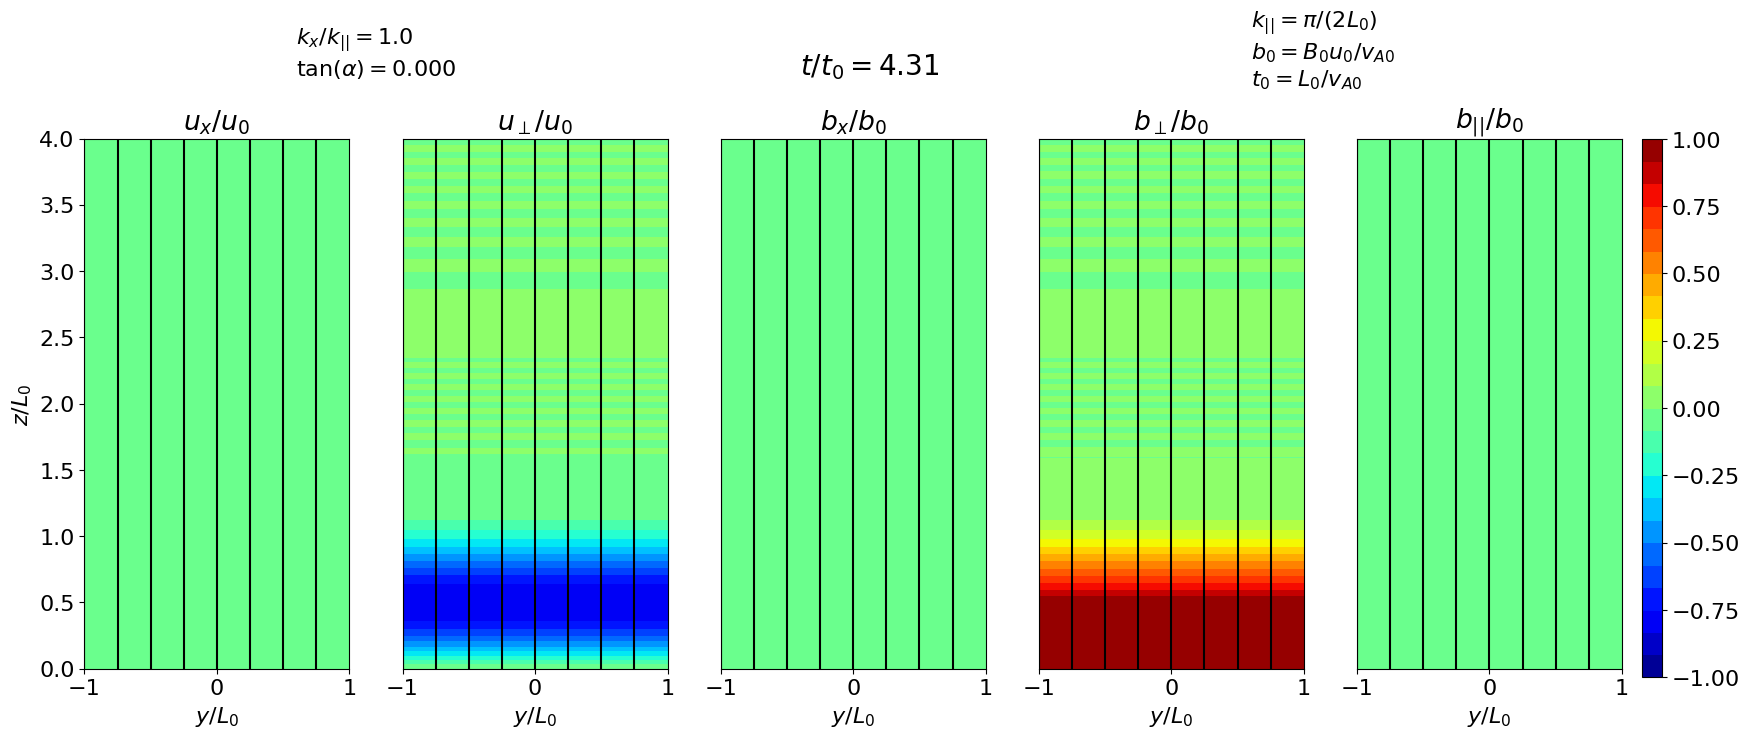 k_x/k_{||} = 1.0
tan(α) = 0.000
t/t_0 = 4.31
k_{||} = π/(2L_0)
b_0 = B_0u_0/v_{A0}
t_0 = L_0/v_{A0}
u_x/u_0
u_⊥/u_0
b_x/b_0
b_⊥/b_0
b_{||}/b_0
z/L_0
4.0
3.5
3.0
2.5
2.0
1.5
1.0
0.5
0.0
−1 0 1
y/L_0
−1 0 1
y/L_0
−1 0 1
y/L_0
−1 0 1
y/L_0
−1 0 1
y/L_0
1.00
0.75
0.50
0.25
0.00
−0.25
−0.50
−0.75
−1.00